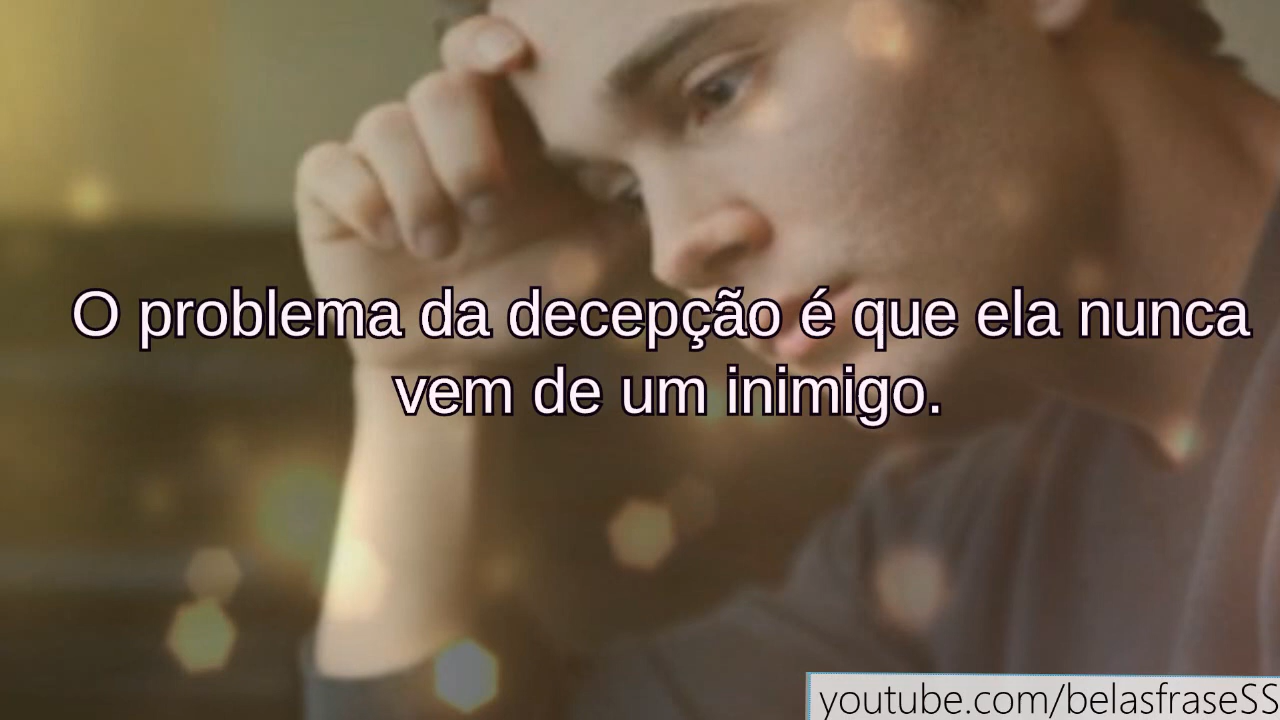 O problema da decepção é que ela nunca
vem de um inimigo.
youtube.com/belasfraseSS